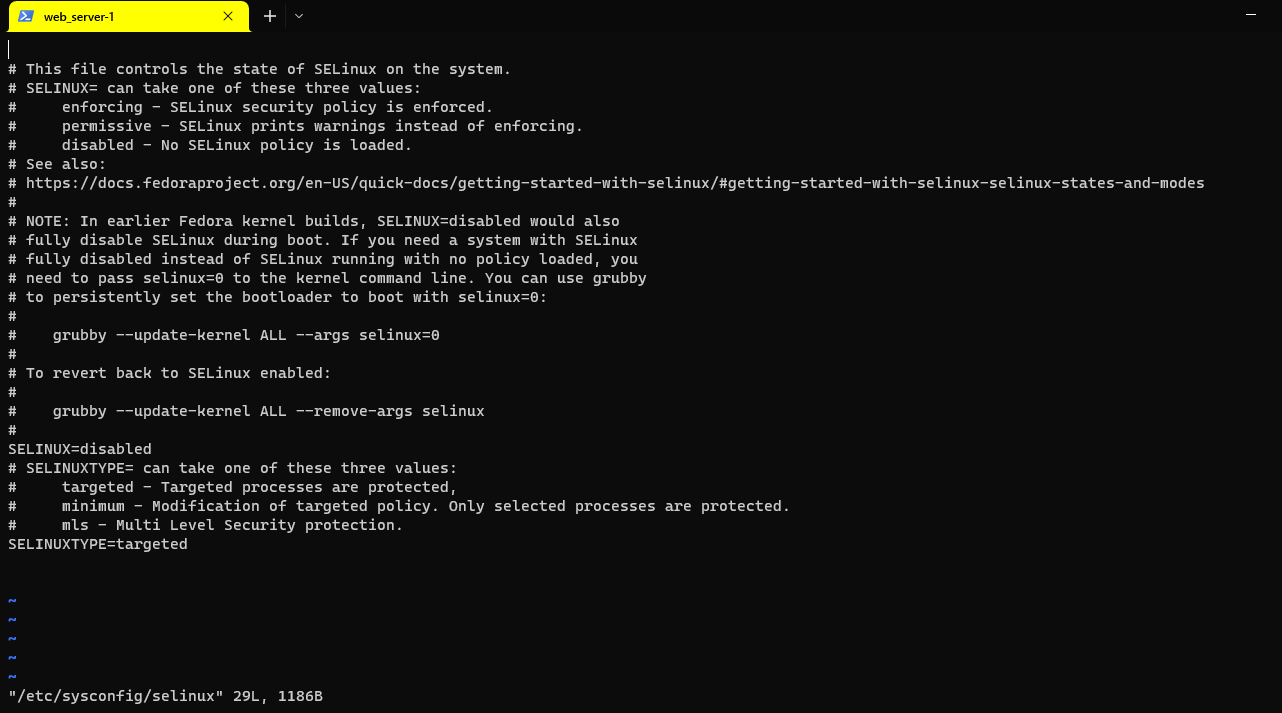 web_server-1

# This file controls the state of SELinux on the system.
# SELINUX= can take one of these three values:
#     enforcing - SELinux security policy is enforced.
#     permissive - SELinux prints warnings instead of enforcing.
#     disabled - No SELinux policy is loaded.
# See also:
# https://docs.fedoraproject.org/en-US/quick-docs/getting-started-with-selinux/#getting-started-with-selinux-selinux-states-and-modes
#
# NOTE: In earlier Fedora kernel builds, SELINUX=disabled would also
# fully disable SELinux during boot. If you need a system with SELinux
# fully disabled instead of SELinux running with no policy loaded, you
# need to pass selinux=0 to the kernel command line. You can use grubby
# to persistently set the bootloader to boot with selinux=0:
#
#    grubby --update-kernel ALL --args selinux=0
#
# To revert back to SELinux enabled:
#
#    grubby --update-kernel ALL --remove-args selinux
#
SELINUX=disabled
# SELINUXTYPE= can take one of these three values:
#     targeted - Targeted processes are protected,
#     minimum - Modification of targeted policy. Only selected processes are protected.
#     mls - Multi Level Security protection.
SELINUXTYPE=targeted


~
~
~
~
~
"/etc/sysconfig/selinux" 29L, 1186B